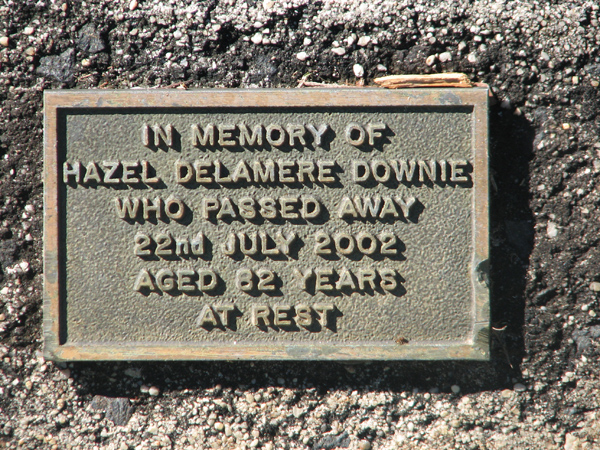 IN MEMORY OF
HAZEL DELAMERE DOWNIE
WHO PASSED AWAY
22nd JULY 2002
AGED 82 YEARS
AT REST